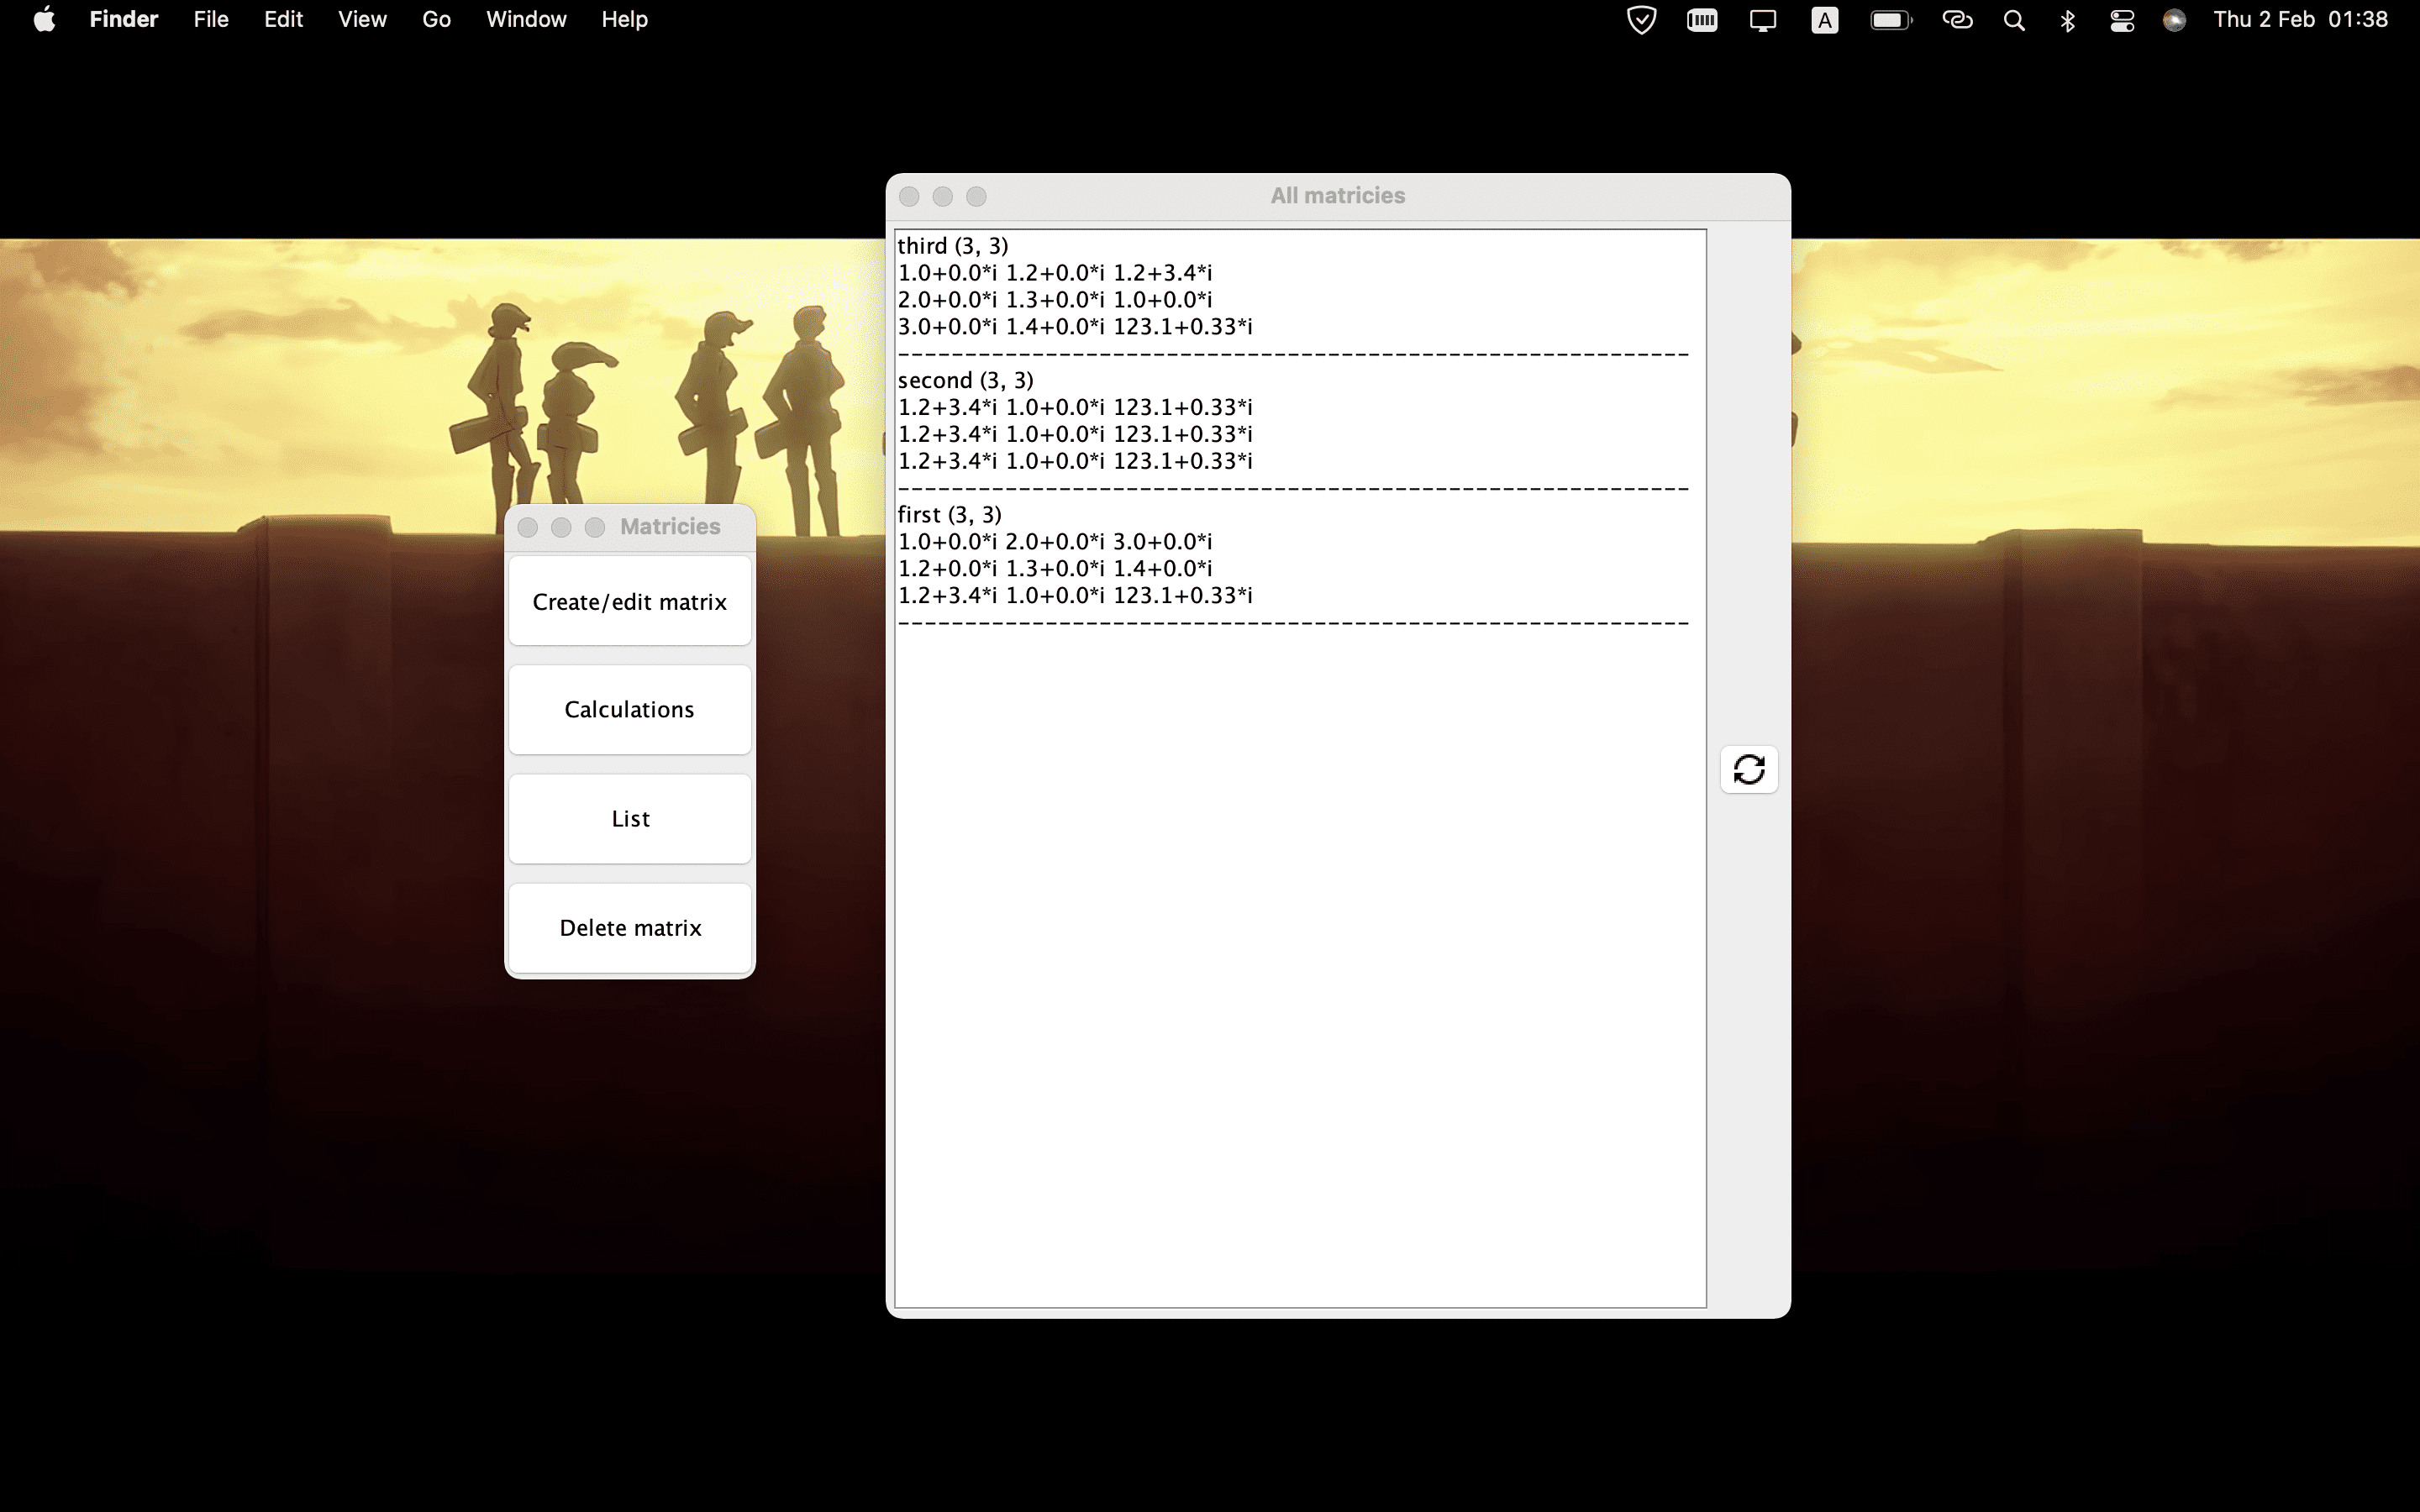 Finder File Edit View Go Window Help A Thu 2 Feb 01:38
All matricies
third (3, 3)
1.0+0.0*i 1.2+0.0*i 1.2+3.4*i
2.0+0.0*i 1.3+0.0*i 1.0+0.0*i
3.0+0.0*i 1.4+0.0*i 123.1+0.33*i
-----------------------------------------------------------
second (3, 3)
1.2+3.4*i 1.0+0.0*i 123.1+0.33*i
1.2+3.4*i 1.0+0.0*i 123.1+0.33*i
1.2+3.4*i 1.0+0.0*i 123.1+0.33*i
-----------------------------------------------------------
first (3, 3)
1.0+0.0*i 2.0+0.0*i 3.0+0.0*i
1.2+0.0*i 1.3+0.0*i 1.4+0.0*i
1.2+3.4*i 1.0+0.0*i 123.1+0.33*i
-----------------------------------------------------------
Matricies
Create/edit matrix
Calculations
List
Delete matrix